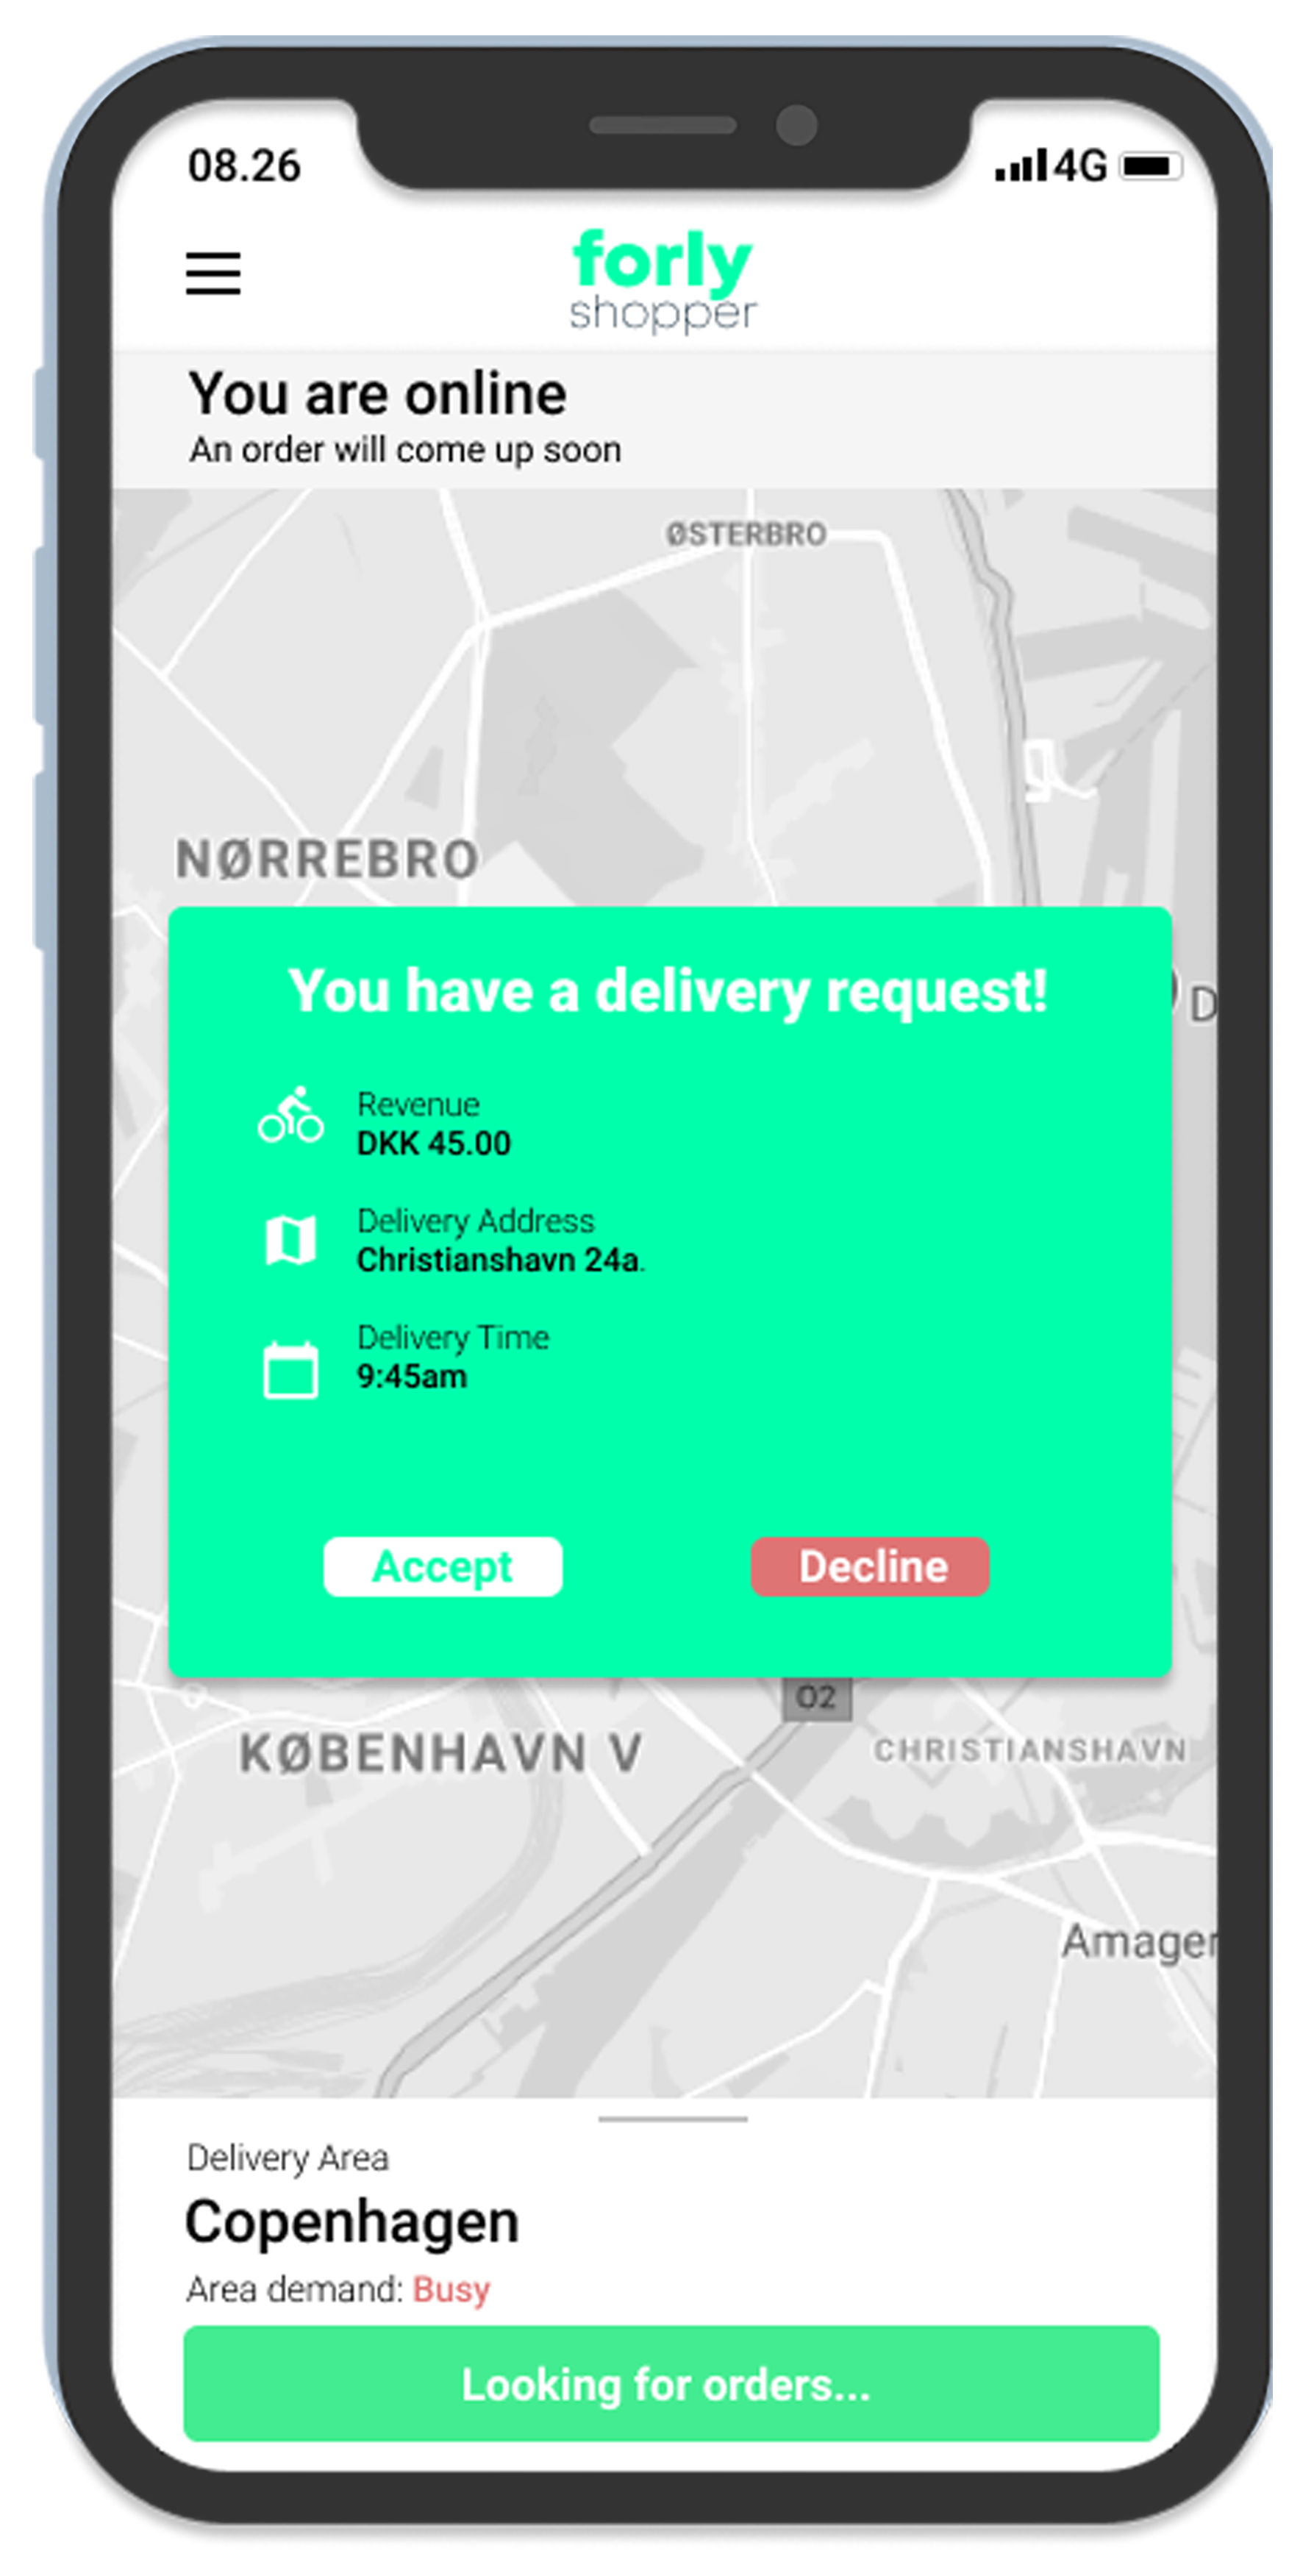 08.26 4G
forly
shopper
You are online
An order will come up soon
ØSTERBRO
NØRREBRO
You have a delivery request!
D
Revenue
DKK 45.00
Delivery Address
Christianshavn 24a.
Delivery Time
9:45am
Accept Decline
O2
KØBENHAVN V
CHRISTIANSHAVN
Amager
Delivery Area
Copenhagen
Area demand: Busy
Looking for orders...